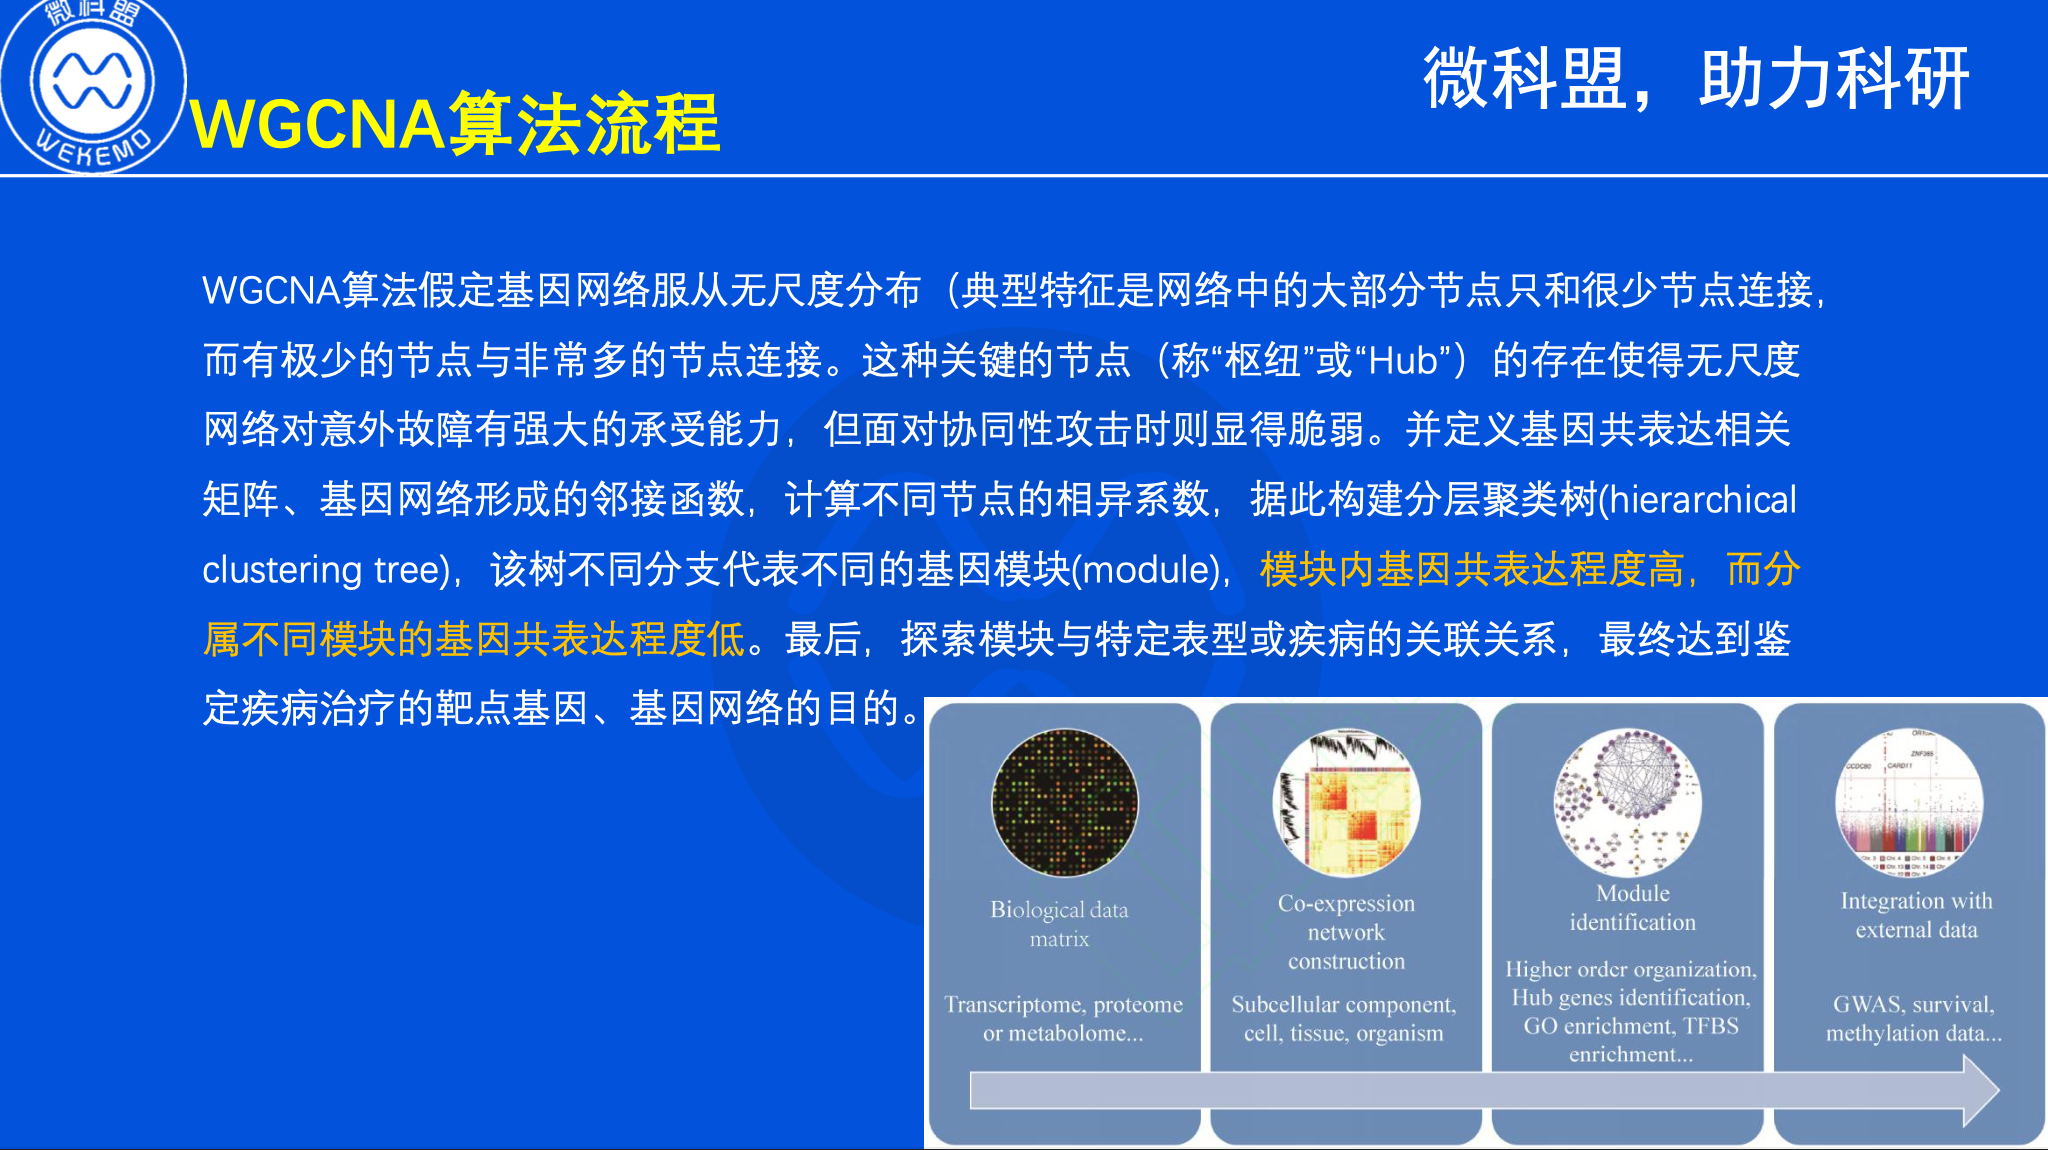 微科盟
WEKEMO
WGCNA算法流程
微科盟，助力科研
WGCNA算法假定基因网络服从无尺度分布（典型特征是网络中的大部分节点只和很少节点连接，
而有极少的节点与非常多的节点连接。这种关键的节点（称“枢纽”或“Hub”）的存在使得无尺度
网络对意外故障有强大的承受能力，但面对协同性攻击时则显得脆弱。并定义基因共表达相关
矩阵、基因网络形成的邻接函数，计算不同节点的相异系数，据此构建分层聚类树(hierarchical
clustering tree)，该树不同分支代表不同的基因模块(module)，模块内基因共表达程度高，而分
属不同模块的基因共表达程度低。最后，探索模块与特定表型或疾病的关联关系，最终达到鉴
定疾病治疗的靶点基因、基因网络的目的。
Biological data
matrix
Transcriptome, proteome
or metabolome...
Co-expression
network
construction
Subcellular component,
cell, tissue, organism
Module
identification
Higher order organization,
Hub genes identification,
GO enrichment, TFBS
enrichment...
ZNF365
CCDC80
CARD11
Integration with
external data
GWAS, survival,
methylation data...